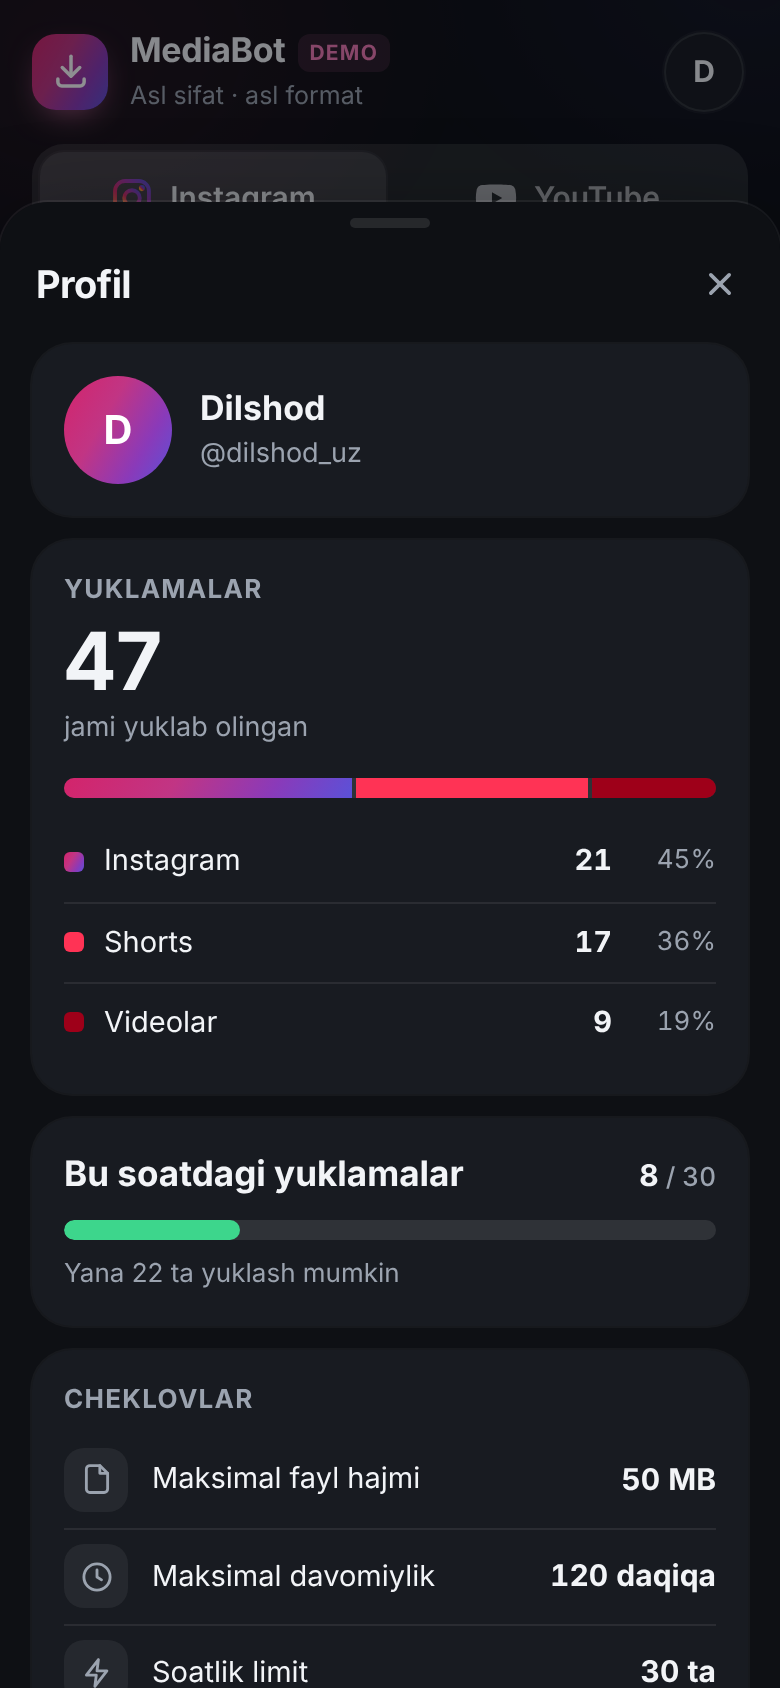 MediaBot DEMO
Asl sifat · asl format
D
Instagram
YouTube
Profil
D
Dilshod
@dilshod_uz
YUKLAMALAR
47
jami yuklab olingan
Instagram 21 45%
Shorts 17 36%
Videolar 9 19%
Bu soatdagi yuklamalar 8 / 30
Yana 22 ta yuklash mumkin
CHEKLOVLAR
Maksimal fayl hajmi 50 MB
Maksimal davomiylik 120 daqiqa
Soatlik limit 30 ta